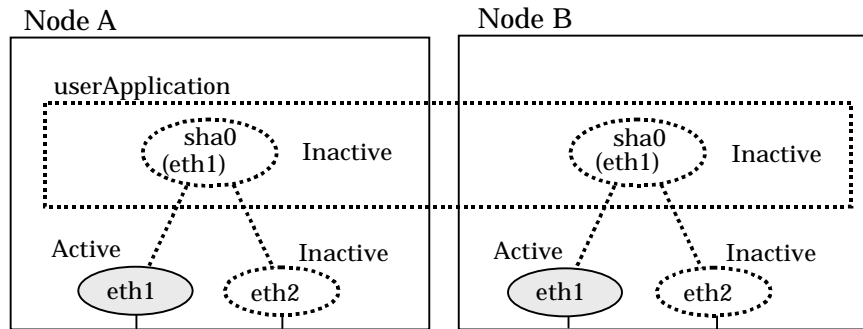 Node A
Node B
userApplication
sha0
(eth1)
Inactive
sha0
(eth1)
Inactive
Active
Inactive
Active
Inactive
eth1
eth2
eth1
eth2